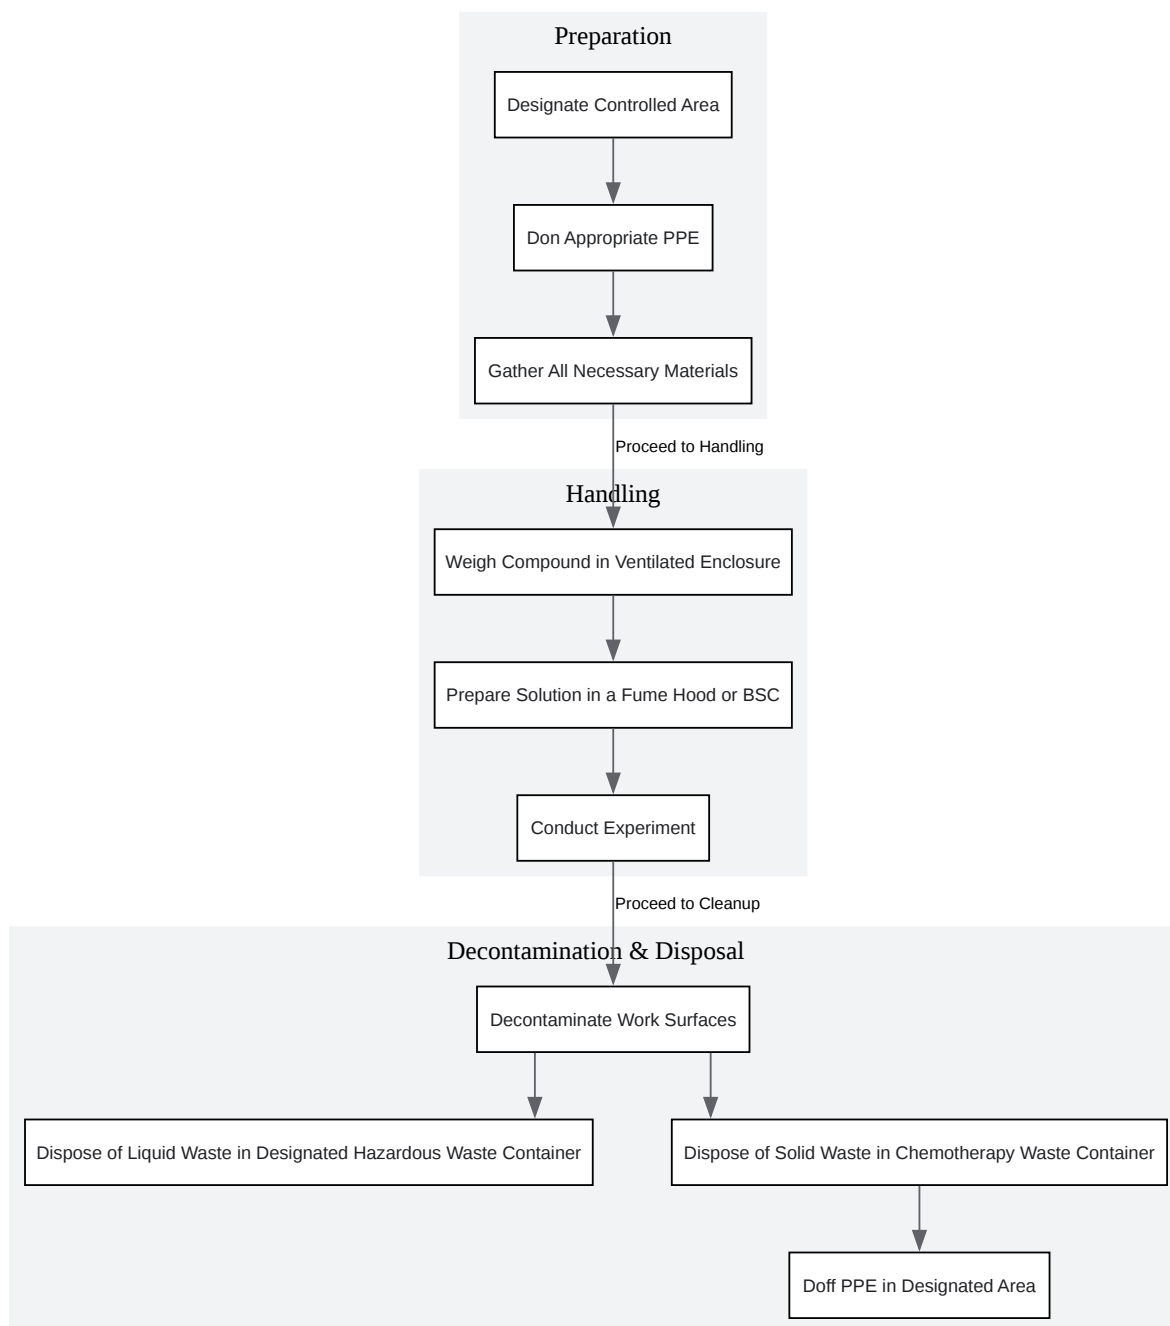 Preparation
Designate Controlled Area
Don Appropriate PPE
Gather All Necessary Materials
Proceed to Handling
Handling
Weigh Compound in Ventilated Enclosure
Prepare Solution in a Fume Hood or BSC
Conduct Experiment
Proceed to Cleanup
Decontamination & Disposal
Decontaminate Work Surfaces
Dispose of Liquid Waste in Designated Hazardous Waste Container
Dispose of Solid Waste in Chemotherapy Waste Container
Doff PPE in Designated Area